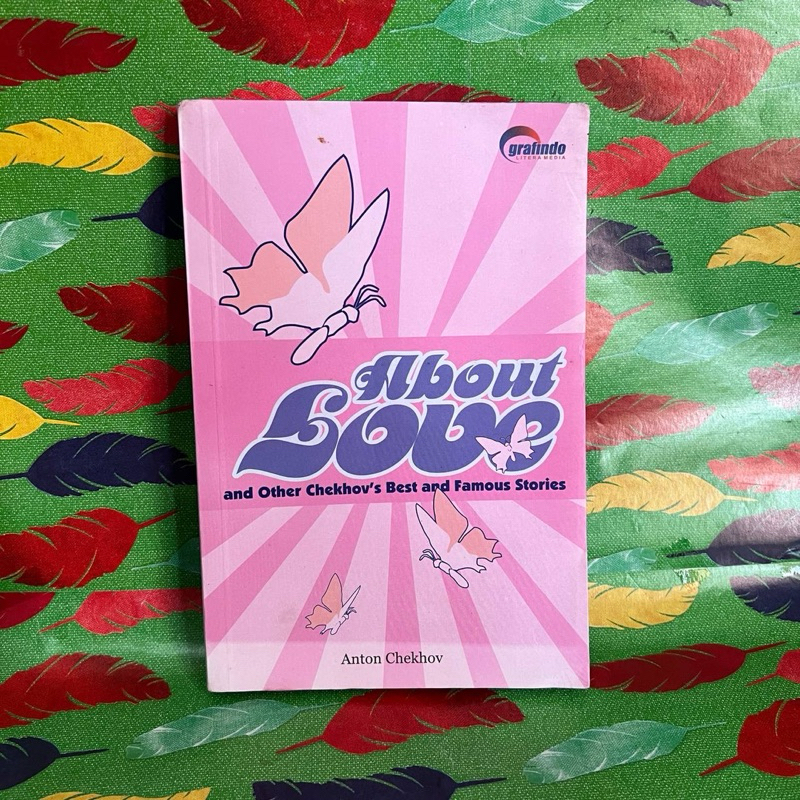 grafindo
LITERA MEDIA
About
Love
and Other Chekhov's Best and Famous Stories
Anton Chekhov